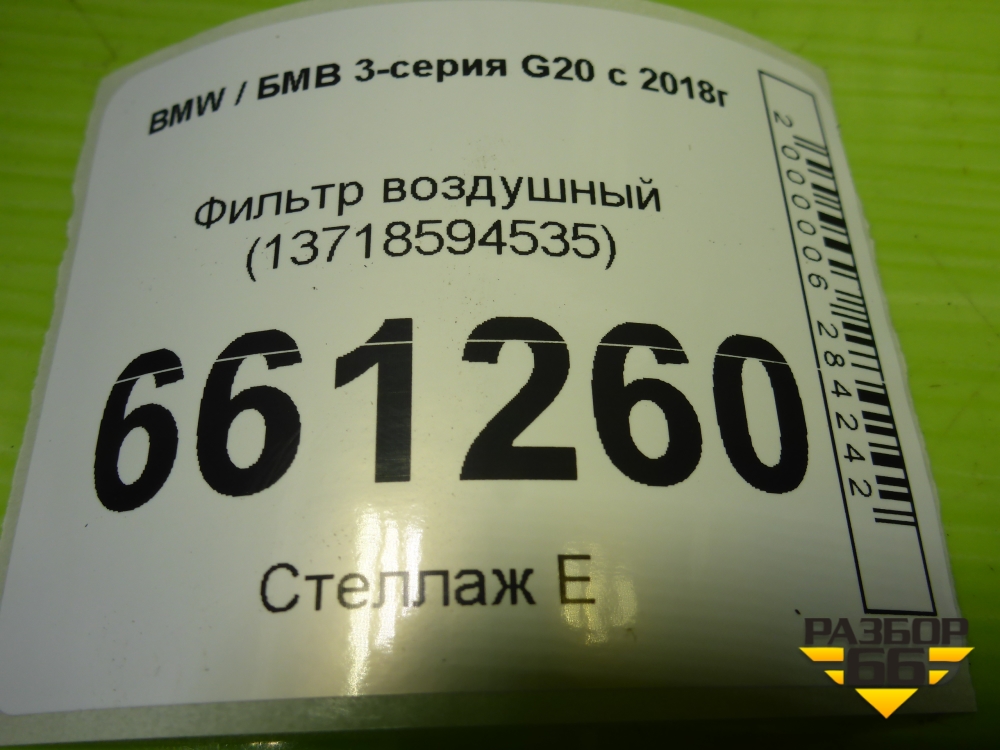 BMW / БМВ 3-серия G20 с 2018г
Фильтр воздушный
(13718594535)
661260
Стеллаж Е
2000006284242
РАЗБОР
66